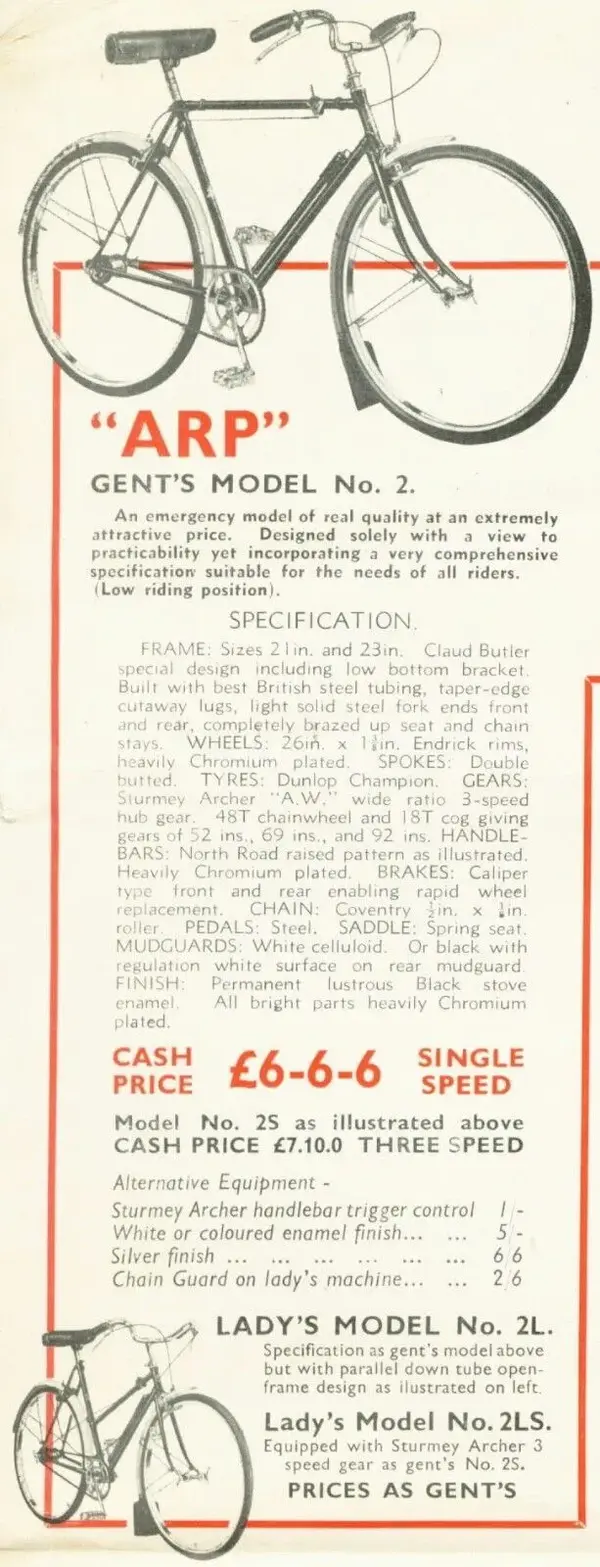 “ARP”
GENT'S MODEL No. 2.
An emergency model of real quality at an extremely
attractive price. Designed solely with a view to
practicability yet incorporating a very comprehensive
specification suitable for the needs of all riders.
(Low riding position).
SPECIFICATION.
FRAME: Sizes 21in. and 23in. Claud Butler
special design including low bottom bracket.
Built with best British steel tubing, taper-edge
cutaway lugs, light solid steel fork ends front
and rear, completely brazed up seat and chain
stays. WHEELS: 26in. x in. Endrick rims,
heavily Chromium plated. SPOKES: Double
butted. TYRES: Dunlop Champion. GEARS:
Sturmey Archer "A.W." wide ratio 3-speed
hub gear. 48T chainwheel and 18T cog giving
gears of 52 ins., 69 ins., and 92 ins. HANDLE-
BARS: North Road raised pattern as illustrated.
Heavily Chromium plated. BRAKES: Caliper
type front and rear enabling rapid wheel
replacement. CHAIN: Coventry ½in. x ⅛in.
roller. PEDALS: Steel. SADDLE: Spring seat.
MUDGUARDS: White celluloid. Or black with
regulation white surface on rear mudguard.
FINISH: Permanent lustrous Black stove
enamel. All bright parts heavily Chromium
plated.
CASH PRICE £6-6-6 SINGLE SPEED
Model No. 2S as illustrated above
CASH PRICE £7.10.0 THREE SPEED
Alternative Equipment -
Sturmey Archer handlebar trigger control 1/-
White or coloured enamel finish... ... 5/-
Silver finish ... ... ... ... ... ... 6/6
Chain Guard on lady's machine... ... 2/6
LADY'S MODEL No. 2L.
Specification as gent's model above
but with parallel down tube open-
frame design as ilustrated on left.
Lady's Model No. 2LS.
Equipped with Sturmey Archer 3
speed gear as gent's No. 2S.
PRICES AS GENT'S